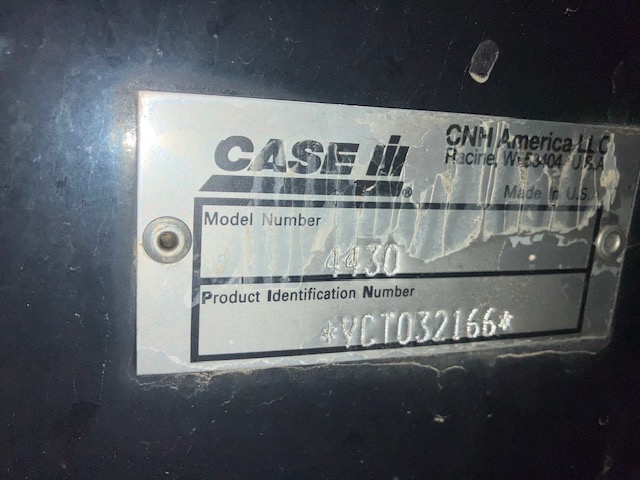 CASE IH ®
CNH America LLC
Racine, WI 53404 U.S.A.
Made In U.S.
Model Number
4430
Product Identification Number
*YCT032166*